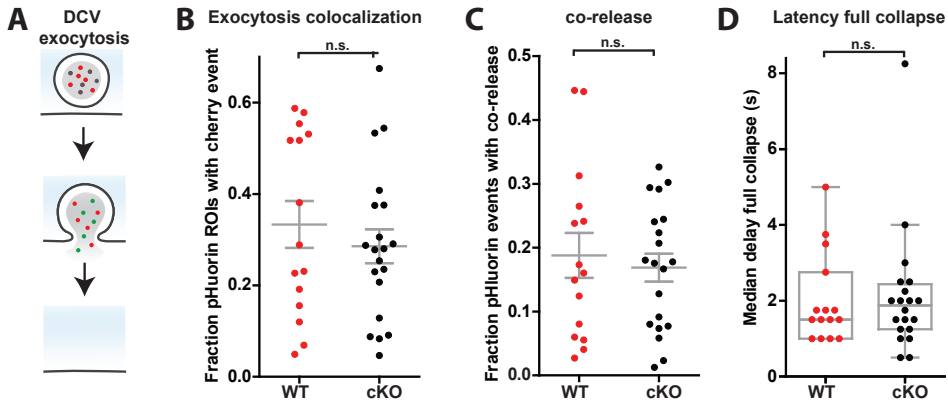 A
DCV
exocytosis
B
Exocytosis colocalization
n.s.
Fraction pHluorin ROIs with cherry event
0.6
0.4
0.2
0.0
WT
cKO
C
co-release
n.s.
Fraction pHluorin events with co-release
0.5
0.4
0.3
0.2
0.1
0.0
WT
cKO
D
Latency full collapse
n.s.
Median delay full collapse (s)
8
6
4
2
0
WT
cKO